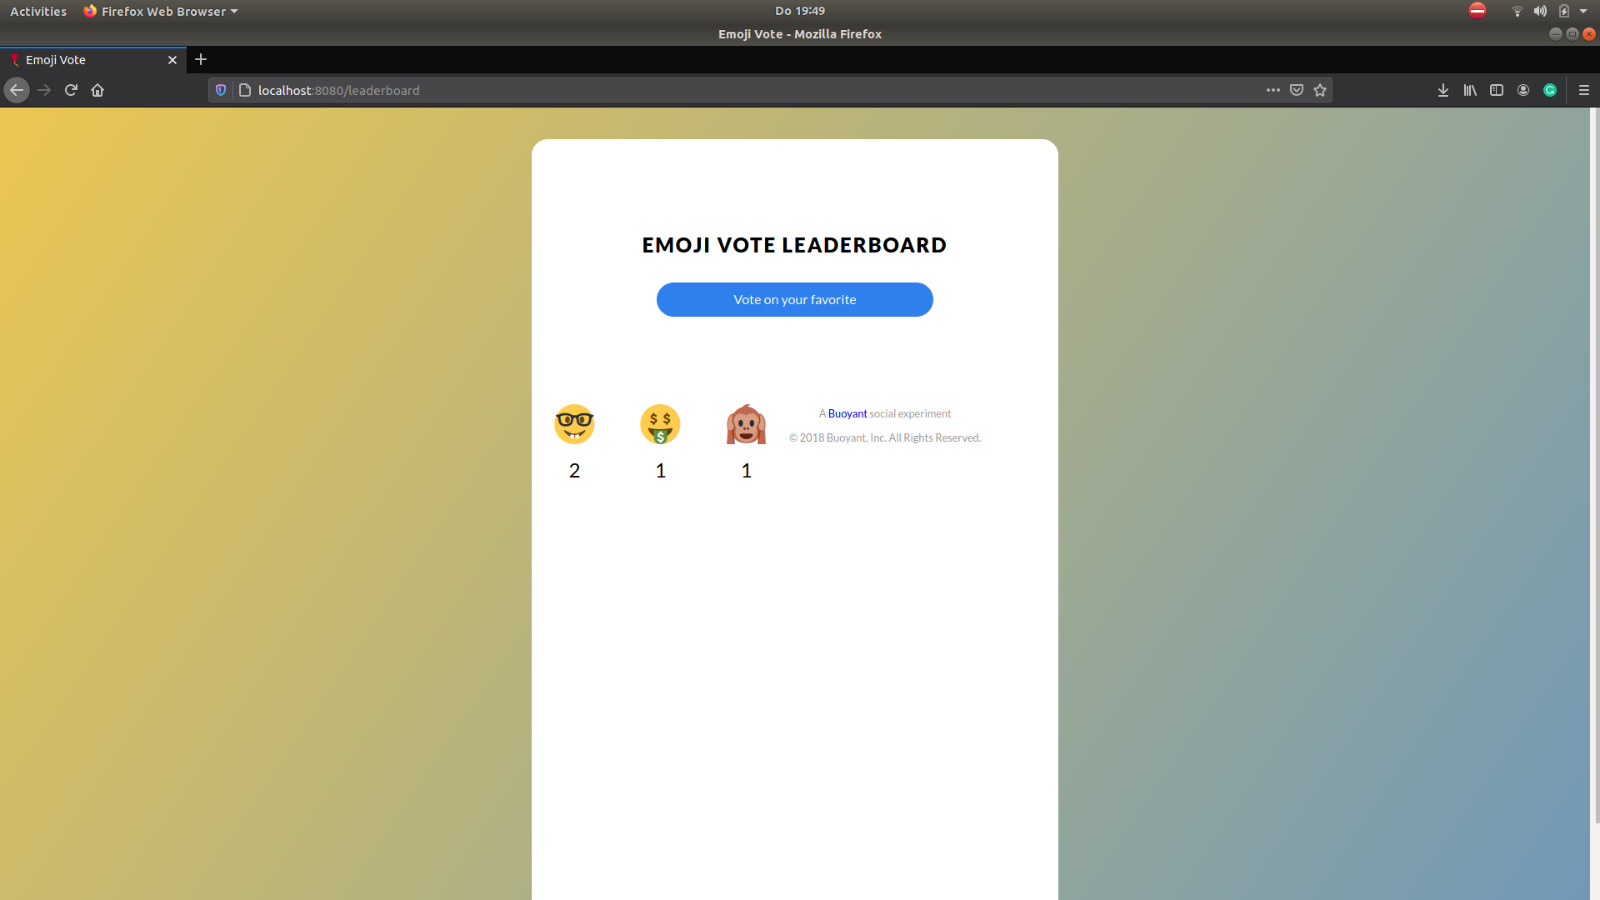 Activities
Firefox Web Browser
Do 19:49
Emoji Vote - Mozilla Firefox
Emoji Vote
localhost:8080/leaderboard
EMOJI VOTE LEADERBOARD
Vote on your favorite
$ $
$
A Buoyant social experiment
© 2018 Buoyant, Inc. All Rights Reserved.
2 1 1